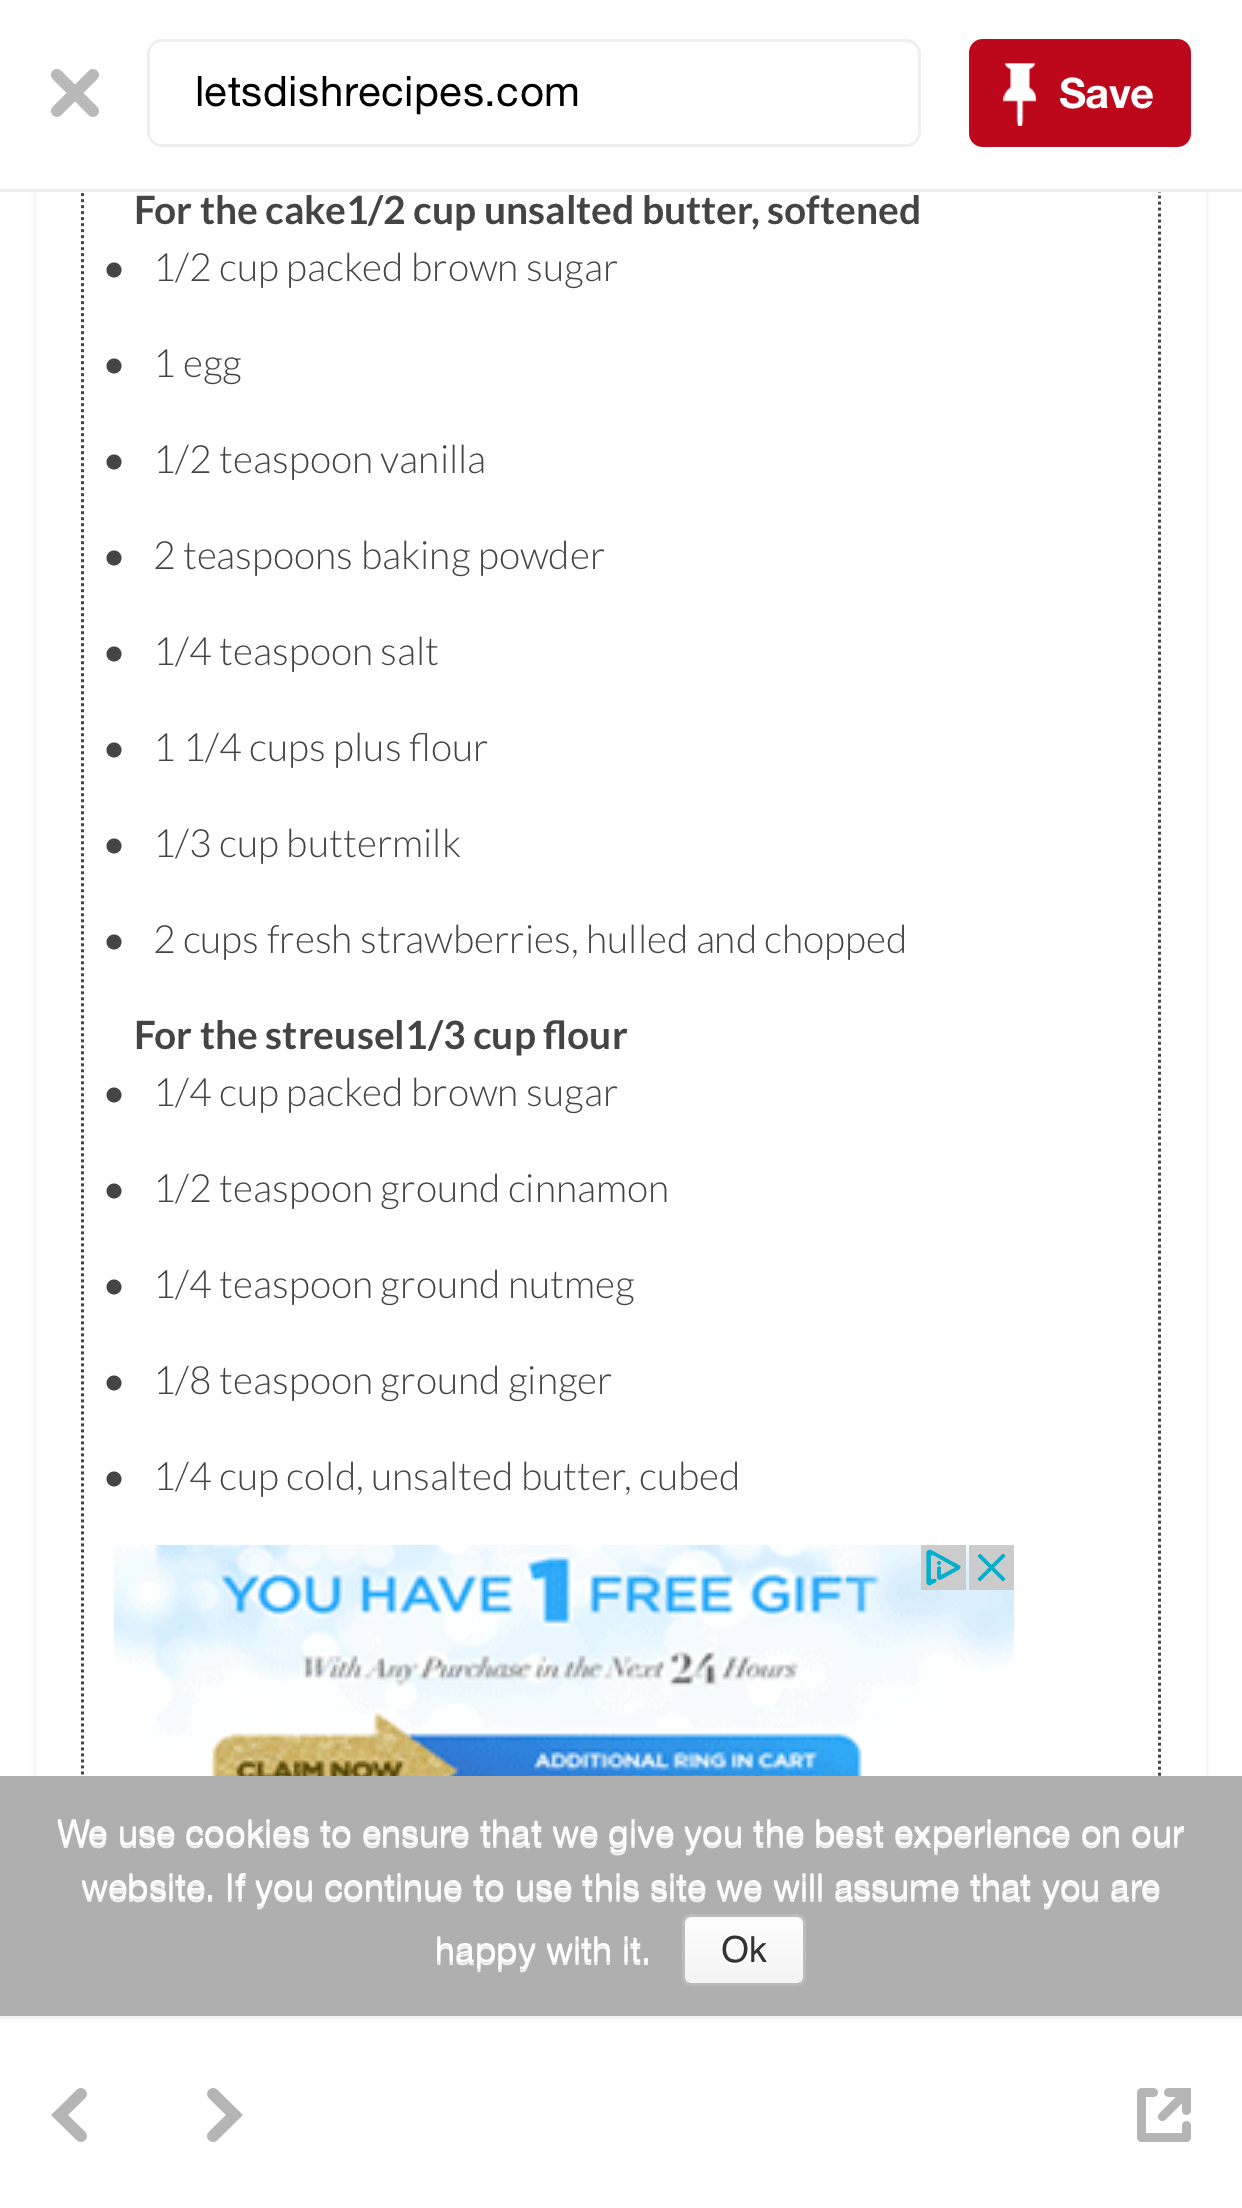 letsdishrecipes.com
Save
For the cake1/2 cup unsalted butter, softened
1/2 cup packed brown sugar
1 egg
1/2 teaspoon vanilla
2 teaspoons baking powder
1/4 teaspoon salt
1 1/4 cups plus flour
1/3 cup buttermilk
2 cups fresh strawberries, hulled and chopped
For the streusel1/3 cup flour
1/4 cup packed brown sugar
1/2 teaspoon ground cinnamon
1/4 teaspoon ground nutmeg
1/8 teaspoon ground ginger
1/4 cup cold, unsalted butter, cubed
YOU HAVE 1 FREE GIFT
With Any Purchase in the Next 24 Hours
CLAIM NOW
ADDITIONAL RING IN CART
We use cookies to ensure that we give you the best experience on our
website. If you continue to use this site we will assume that you are
happy with it. Ok